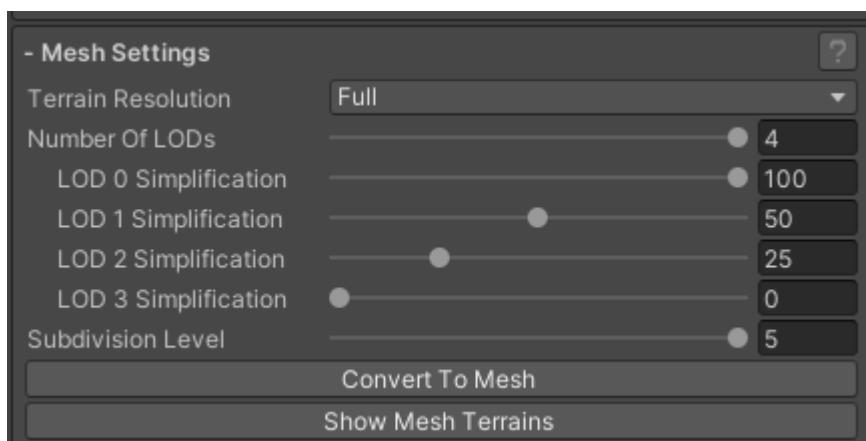 - Mesh Settings ?
Terrain Resolution Full
Number Of LODs 4
LOD 0 Simplification 100
LOD 1 Simplification 50
LOD 2 Simplification 25
LOD 3 Simplification 0
Subdivision Level 5
Convert To Mesh
Show Mesh Terrains